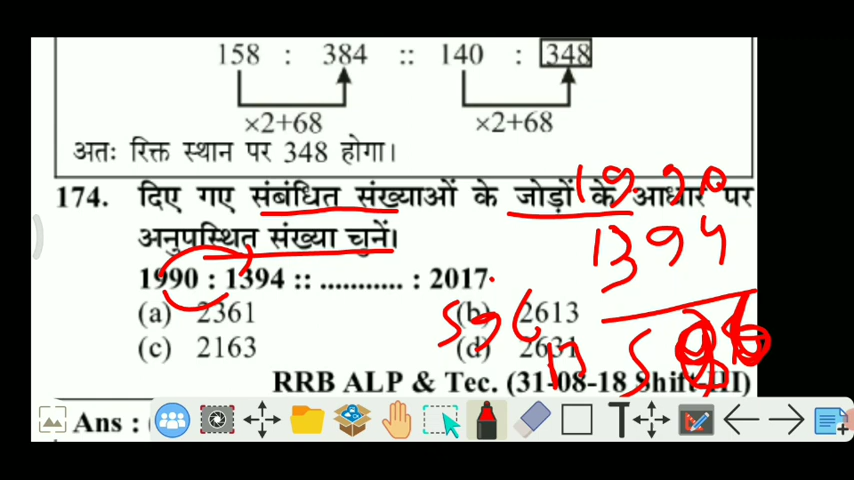 158 : 384 :: 140 : 348
×2+68 ×2+68
अतः रिक्त स्थान पर 348 होगा।
174. दिए गए संबंधित संख्याओं के जोड़ों के आधार पर
अनुपस्थित संख्या चुनें।
1990
1394
1990 : 1394 :: ........... : 2017
596
(a) 2361 (b) 2613
(c) 2163 (d) 2631
RRB ALP & Tec. (31-08-18 Shift-III)
Ans : (
T